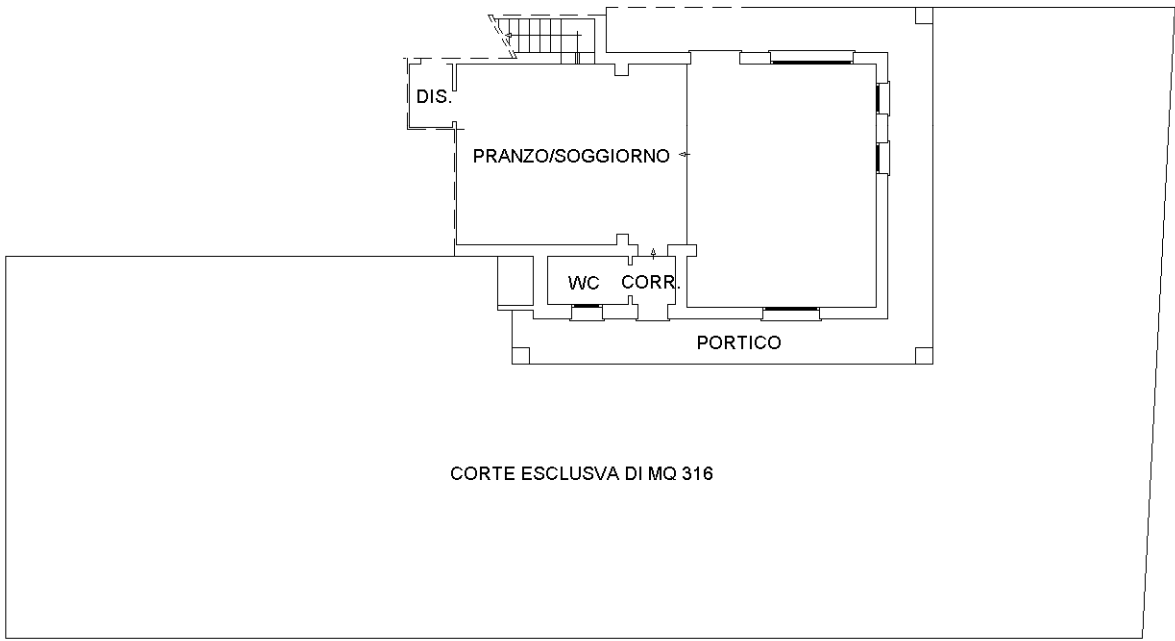 DIS.
PRANZO/SOGGIORNO
WC
CORR.
PORTICO
CORTE ESCLUSVA DI MQ 316